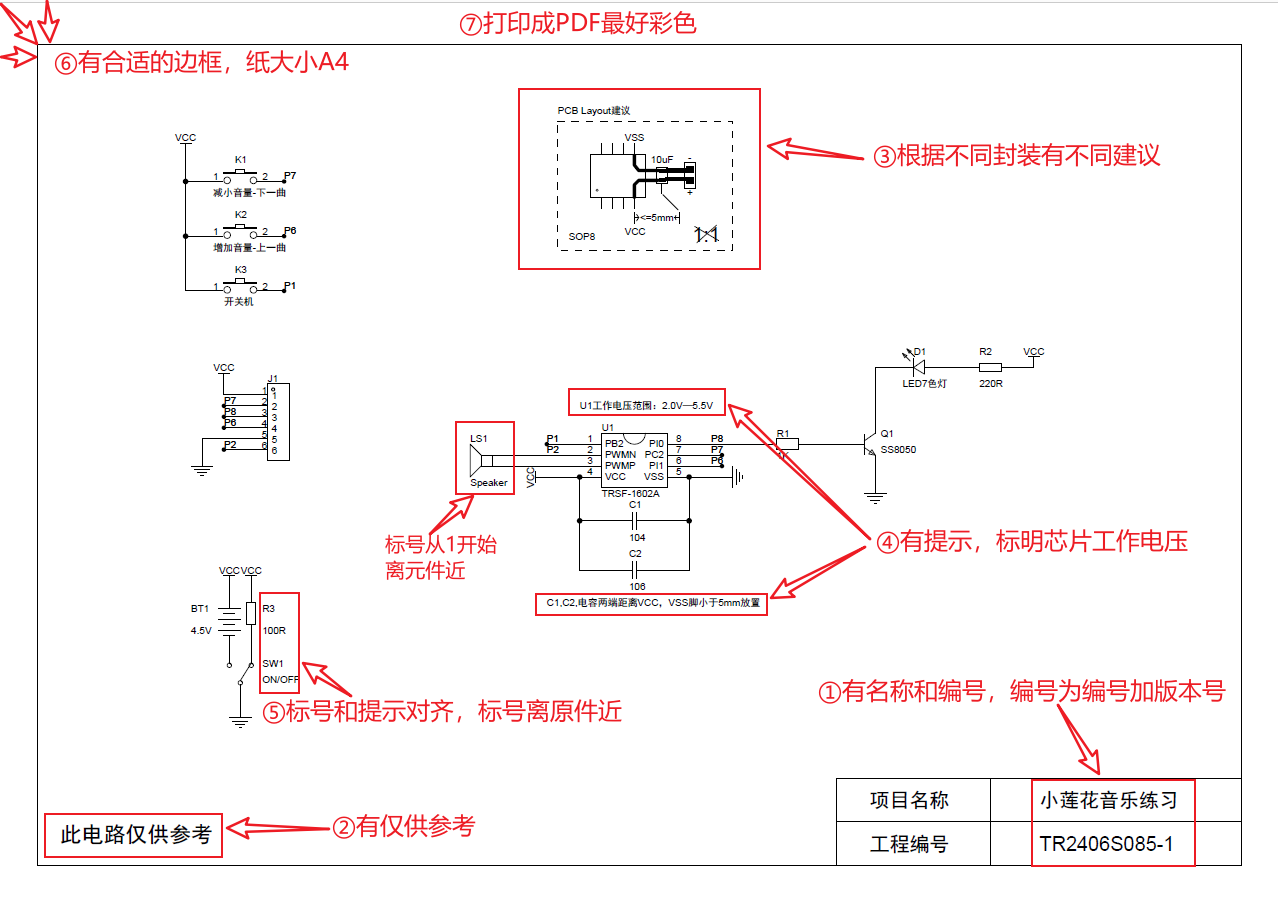 ⑦打印成PDF最好彩色
⑥有合适的边框，纸大小A4
PCB Layout建议
VSS
10uF
-
+
<=5mm
VCC
SOP8
1:1
③根据不同封装有不同建议
VCC
K1
1 2 P7
减小音量-下一曲
K2
1 2 P6
增加音量-上一曲
K3
1 2 P1
开关机
VCC
J1
1 1
P7 2 2
P8 3 3
P6 4 4
5 5
P2 6 6
D1
LED7色灯
R2
220R
VCC
U1工作电压范围：2.0V—5.5V
U1
LS1
Speaker
P1 1 PB2 PI0 8 P8
P2 2 PWMN PC2 7 P7
3 PWMP PI1 6 P6
VCC 4 VCC VSS 5
TRSF-1602A
C1
104
C2
106
R1
1K
Q1
SS8050
标号从1开始
离元件近
④有提示，标明芯片工作电压
C1,C2,电容两端距离VCC，VSS脚小于5mm放置
VCC VCC
BT1
4.5V
R3
100R
SW1
ON/OFF
⑤标号和提示对齐，标号离原件近
①有名称和编号，编号为编号加版本号
项目名称 小莲花音乐练习
工程编号 TR2406S085-1
此电路仅供参考
②有仅供参考